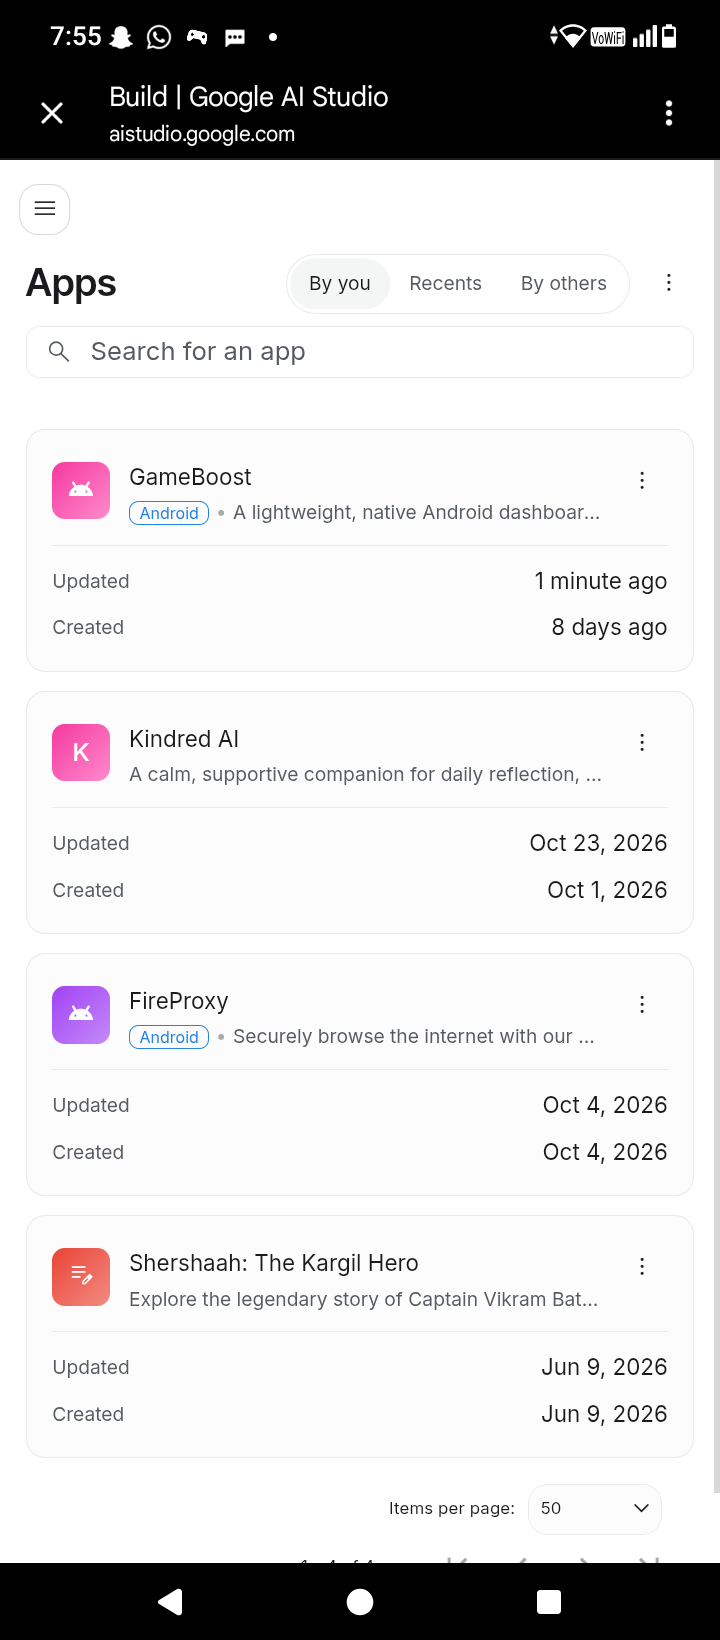 7:55
VoWiFi
Build | Google AI Studio
aistudio.google.com
Apps
By you
Recents
By others
Search for an app
GameBoost
Android • A lightweight, native Android dashboar...
Updated
1 minute ago
Created
8 days ago
K
Kindred AI
A calm, supportive companion for daily reflection, ...
Updated
Oct 23, 2026
Created
Oct 1, 2026
FireProxy
Android • Securely browse the internet with our ...
Updated
Oct 4, 2026
Created
Oct 4, 2026
Shershaah: The Kargil Hero
Explore the legendary story of Captain Vikram Bat...
Updated
Jun 9, 2026
Created
Jun 9, 2026
Items per page:
50